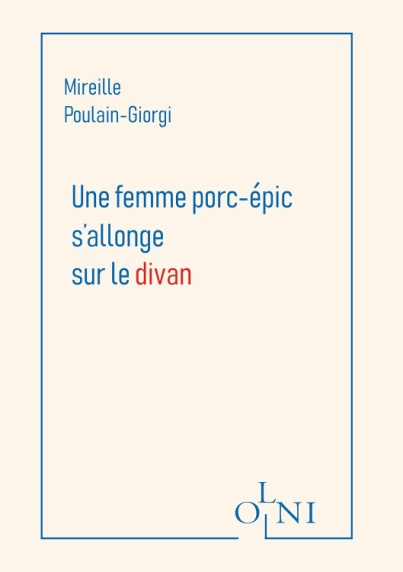 Mireille
Poulain-Giorgi
Une femme porc-épic
s'allonge
sur le divan
OLNI